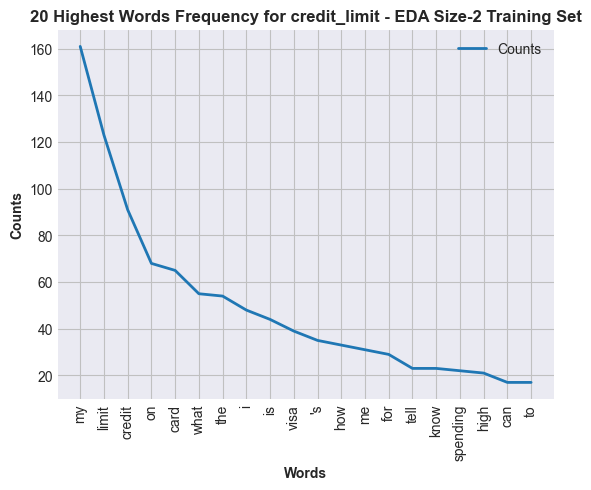 20 Highest Words Frequency for credit_limit - EDA Size-2 Training Set
Counts
160
140
120
100
80
60
40
20
Counts
my
limit
credit
on
card
what
the
i
is
visa
's
how
me
for
tell
know
spending
high
can
to
Words